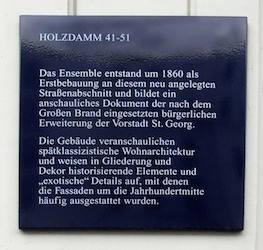 HOLZDAMM 41-51
Das Ensemble entstand um 1860 als
Erstbebauung an diesem neu angelegten
Straßenabschnitt und bildet ein
anschauliches Dokument der nach dem
Großen Brand eingesetzten bürgerlichen
Erweiterung der Vorstadt St. Georg.
Die Gebäude veranschaulichen
spätklassizistische Wohnarchitektur
und weisen in Gliederung und
Dekor historisierende Elemente und
„exotische“ Details auf, mit denen
die Fassaden um die Jahrhundertmitte
häufig ausgestattet wurden.